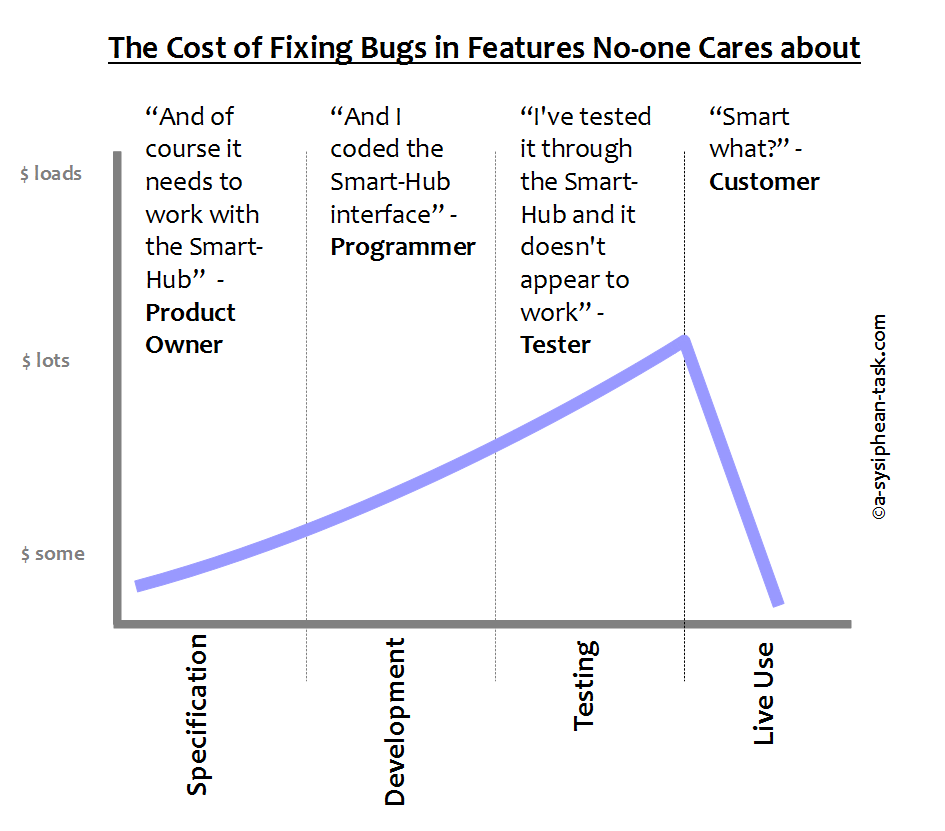 The Cost of Fixing Bugs in Features No-one Cares about
“And of
course it
needs to
work with
the Smart-
Hub” -
Product
Owner
“And I
coded the
Smart-Hub
interface” -
Programmer
“I've tested
it through
the Smart-
Hub and it
doesn't
appear to
work” -
Tester
“Smart
what?” -
Customer
$ loads
$ lots
$ some
Specification
Development
Testing
Live Use
©a-sysiphean-task.com